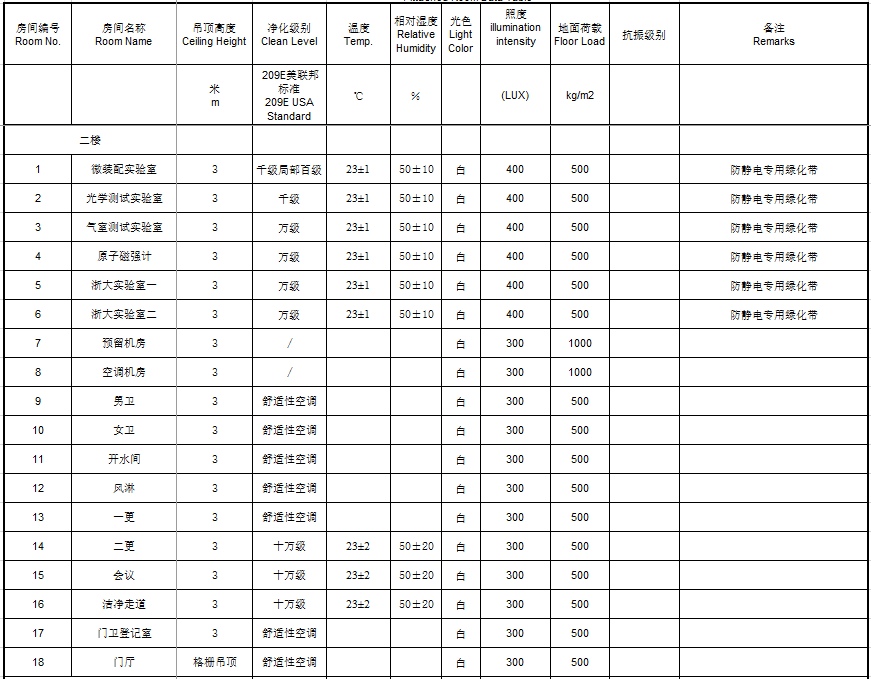 房间编号 房间名称 吊顶高度 净化级别 温度 相对湿度 光色 照度 地面荷载 抗振级别 备注
Room No. Room Name Ceiling Height Clean Level Temp. Relative Humidity Light Color illumination intensity Floor Load Remarks
米 m 209E美联邦标准 209E USA Standard ℃ % (LUX) kg/m2
二楼
1 微装配实验室 3 千级局部百级 23±1 50±10 白 400 500 防静电专用绿化带
2 光学测试实验室 3 千级 23±1 50±10 白 400 500 防静电专用绿化带
3 气室测试实验室 3 万级 23±1 50±10 白 400 500 防静电专用绿化带
4 原子磁强计 3 万级 23±1 50±10 白 400 500 防静电专用绿化带
5 浙大实验室一 3 万级 23±1 50±10 白 400 500 防静电专用绿化带
6 浙大实验室二 3 万级 23±1 50±10 白 400 500 防静电专用绿化带
7 预留机房 3 / 白 300 1000
8 空调机房 3 / 白 300 1000
9 男卫 3 舒适性空调 白 300 500
10 女卫 3 舒适性空调 白 300 500
11 开水间 3 舒适性空调 白 300 500
12 风淋 3 舒适性空调 白 300 500
13 一更 3 舒适性空调 白 300 500
14 二更 3 十万级 23±2 50±20 白 300 500
15 会议 3 十万级 23±2 50±20 白 300 500
16 洁净走道 3 十万级 23±2 50±20 白 300 500
17 门卫登记室 3 舒适性空调 白 300 500
18 门厅 格栅吊顶 舒适性空调 白 300 500